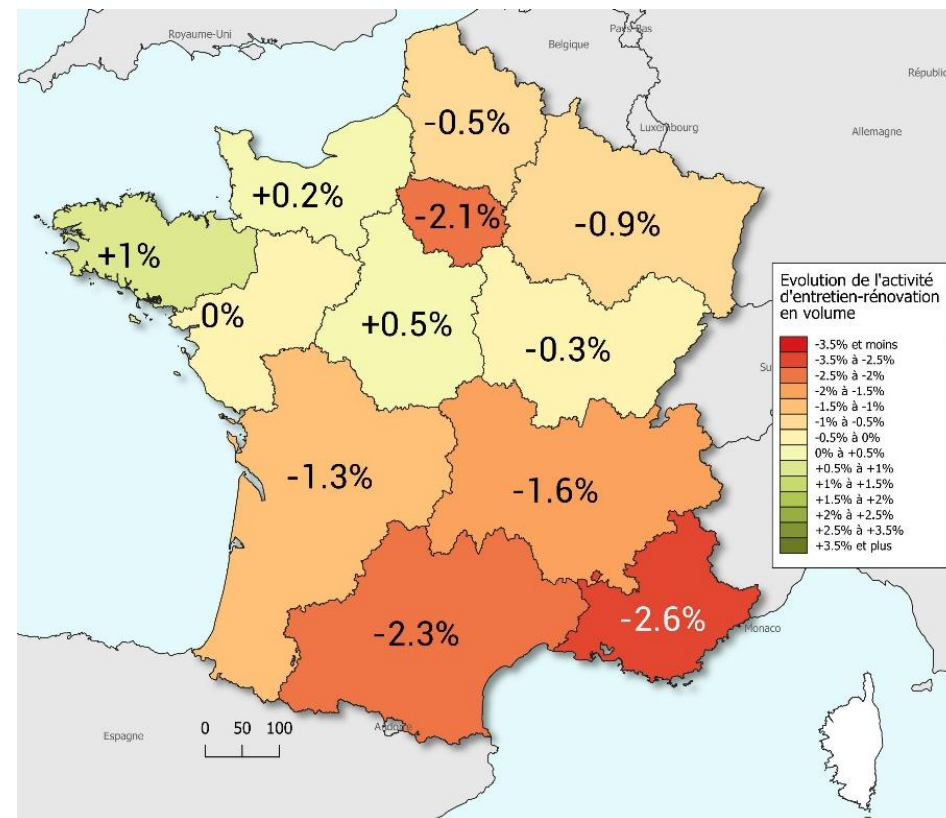 Royaume-Uni
Belgique
Pays-Bas
Républic
Luxembourg
Allemagne
-0.5%
+0.2%
-2.1%
-0.9%
+1%
0%
+0.5%
-0.3%
Evolution de l'activité
d'entretien-rénovation
en volume
-3.5% et moins
-3.5% à -2.5%
-2.5% à -2%
-2% à -1.5%
-1.5% à -1%
-1% à -0.5%
-0.5% à 0%
0% à +0.5%
+0.5% à +1%
+1% à +1.5%
+1.5% à +2%
+2% à +2.5%
+2.5% à +3.5%
+3.5% et plus
Su
-1.3%
-1.6%
-2.3%
-2.6%
Monaco
Andorre
Espagne
0 50 100